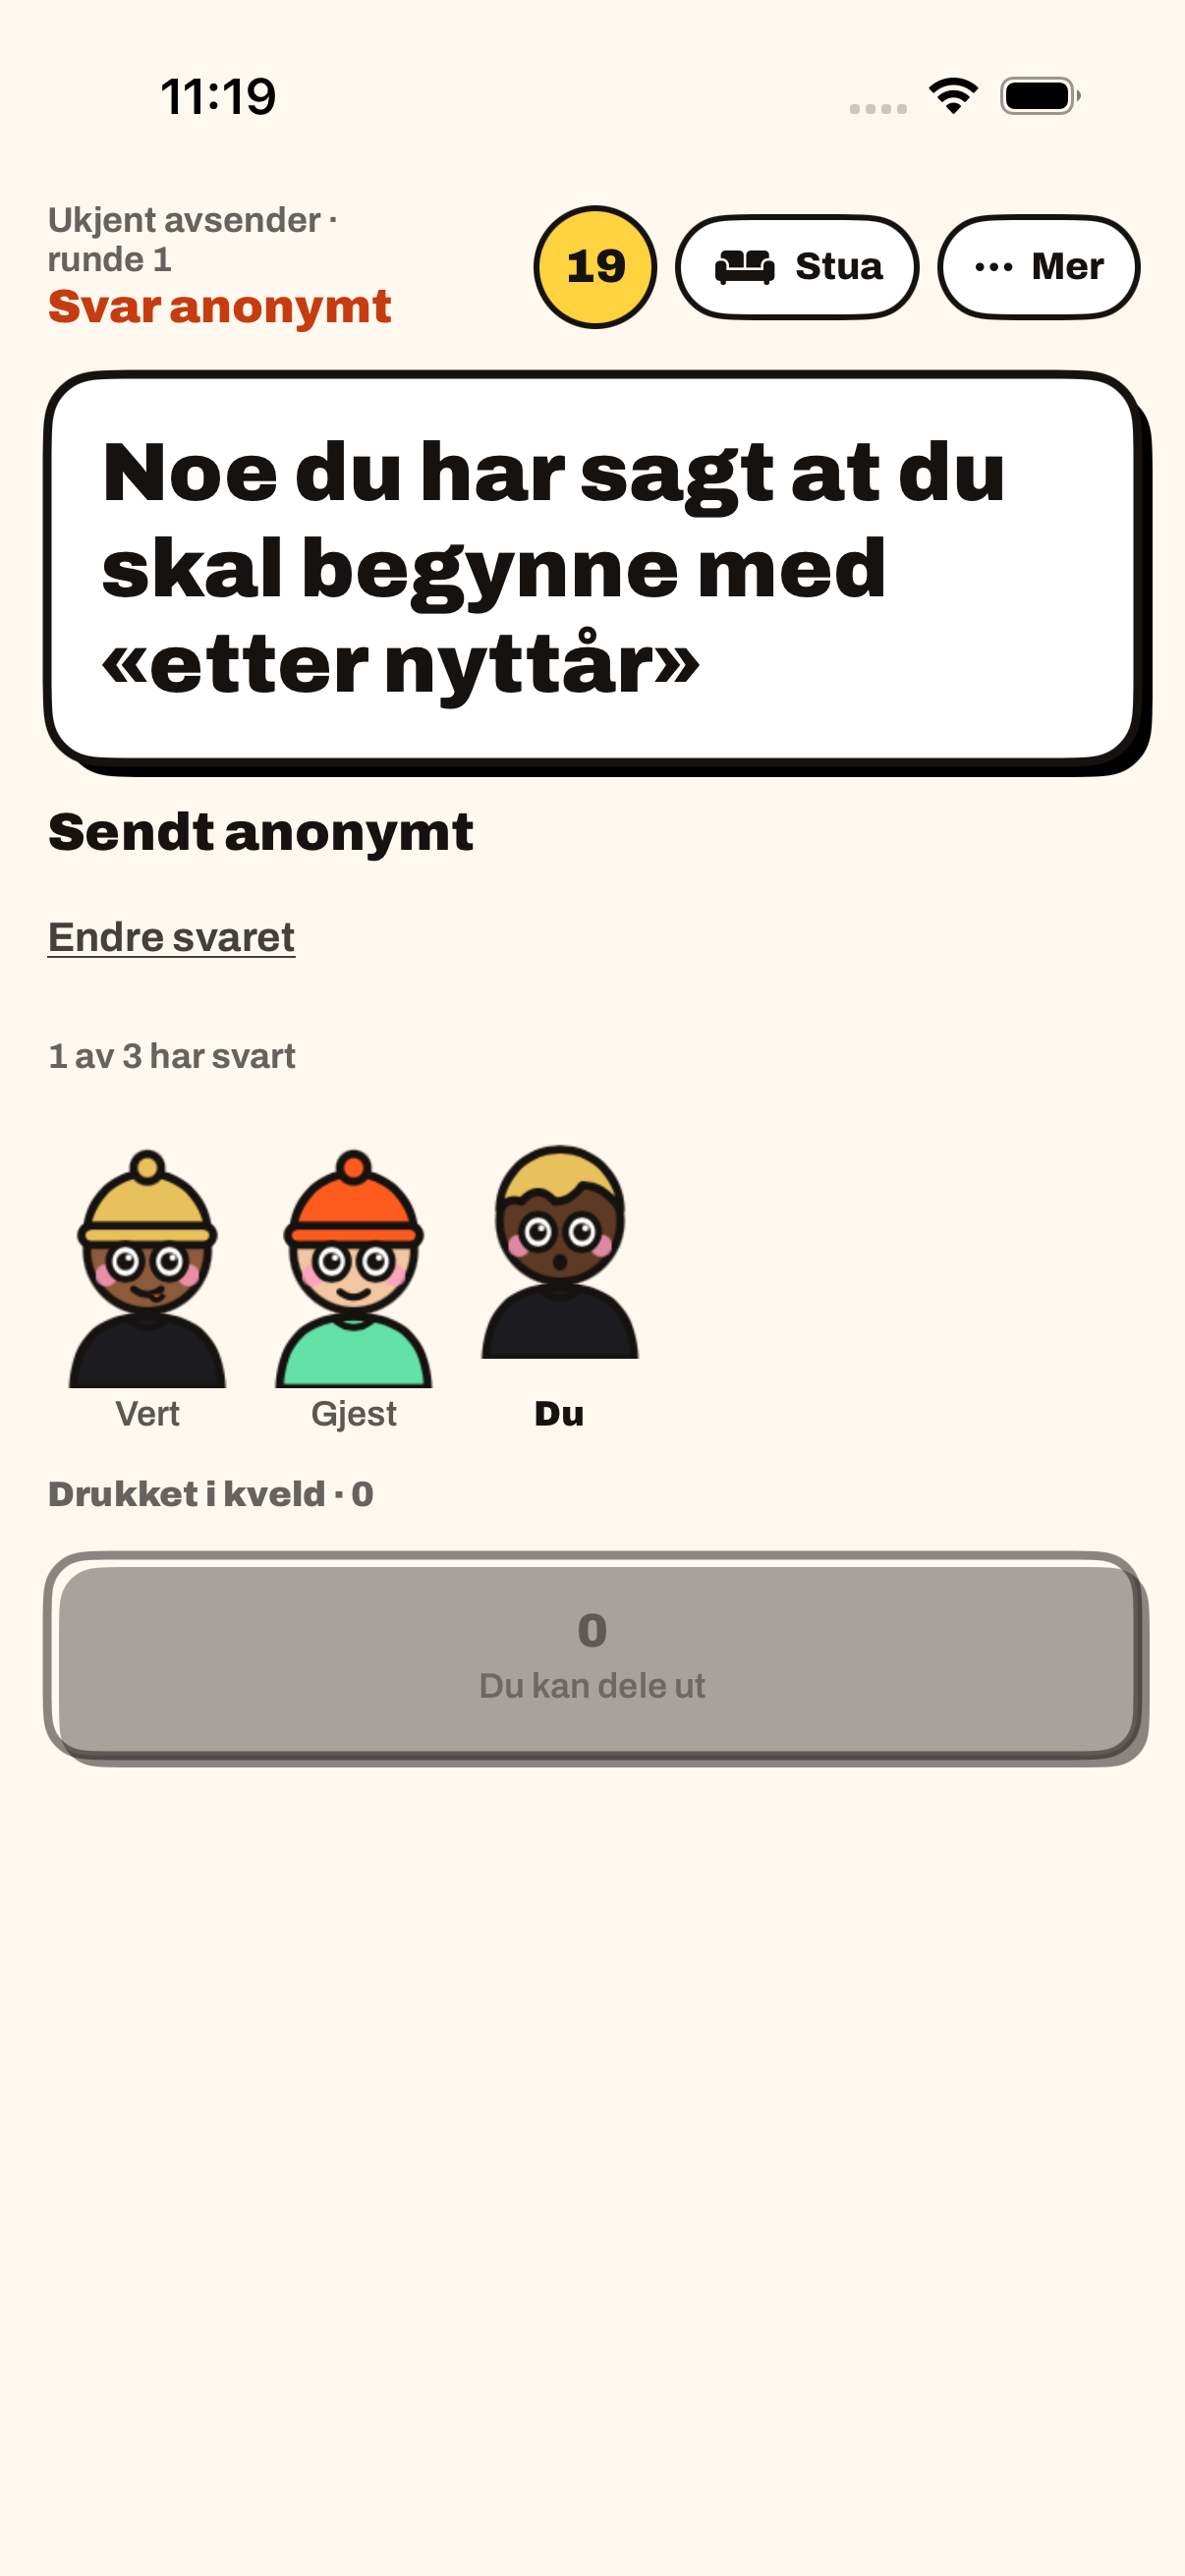 11:19
Ukjent avsender ·
runde 1
Svar anonymt
19
Stua
Mer
Noe du har sagt at du
skal begynne med
«etter nyttår»
Sendt anonymt
Endre svaret
1 av 3 har svart
Vert
Gjest
Du
Drukket i kveld · 0
0
Du kan dele ut